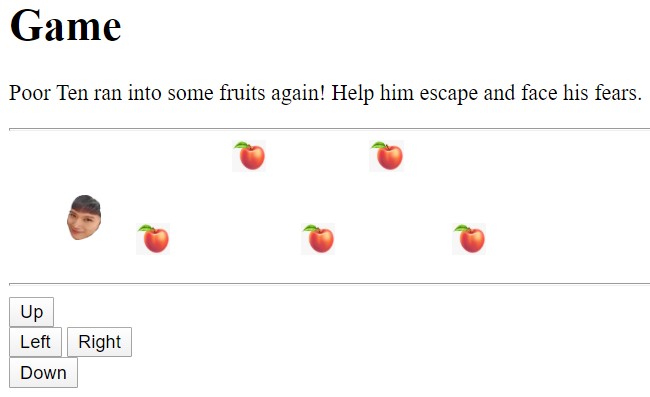 Game
Poor Ten ran into some fruits again! Help him escape and face his fears.
Up
Left Right
Down